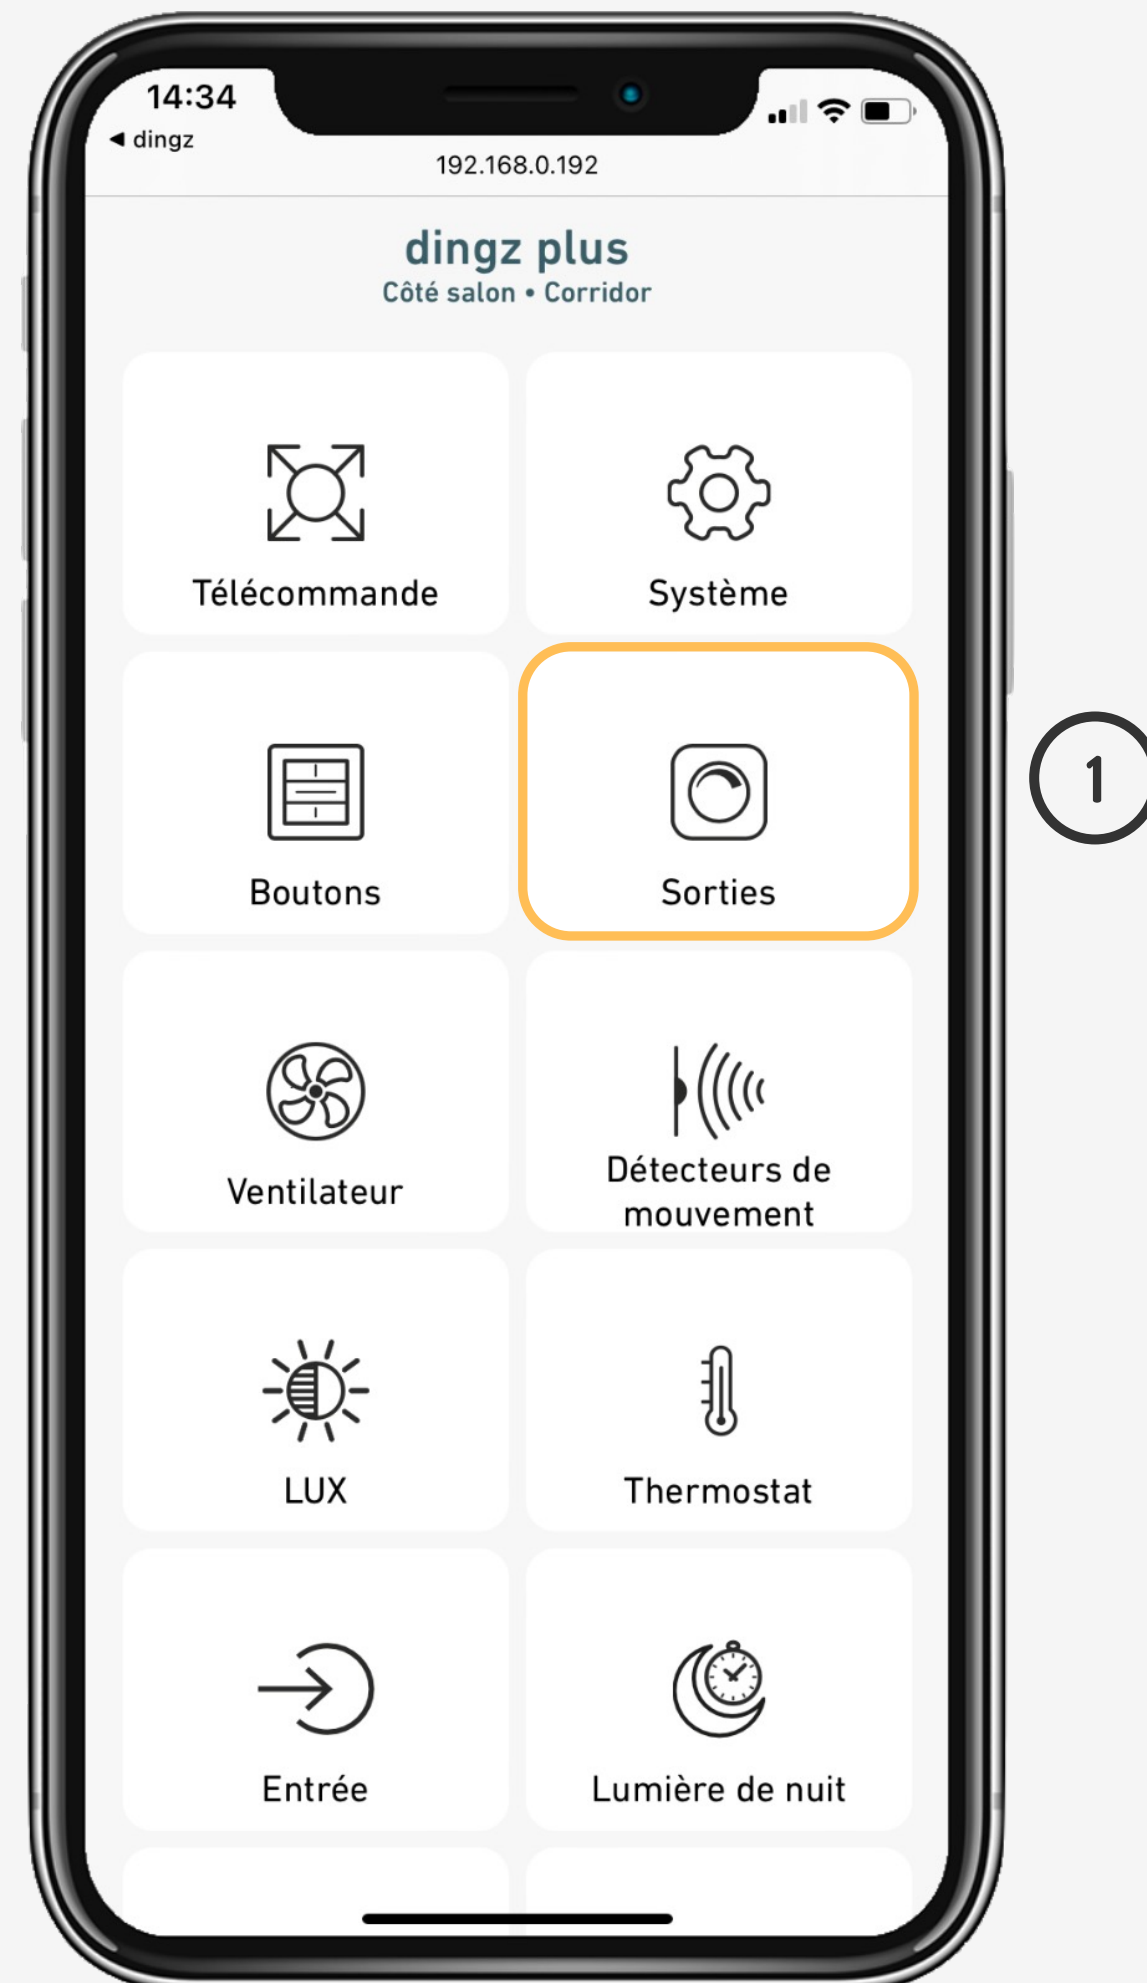 14:34
◀ dingz
192.168.0.192
dingz plus
Côté salon • Corridor
Télécommande
Système
Boutons
Sorties
1
Ventilateur
Détecteurs de
mouvement
LUX
Thermostat
Entrée
Lumière de nuit